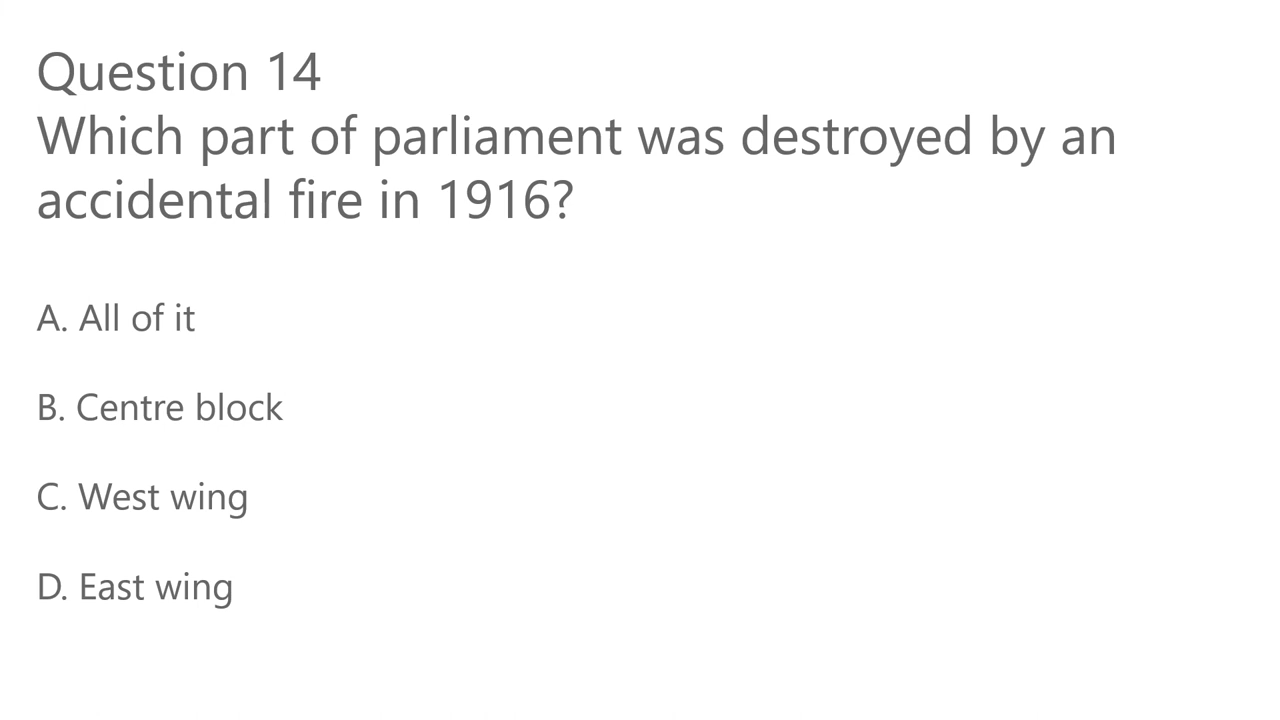 Question 14
Which part of parliament was destroyed by an
accidental fire in 1916?
A. All of it
B. Centre block
C. West wing
D. East wing